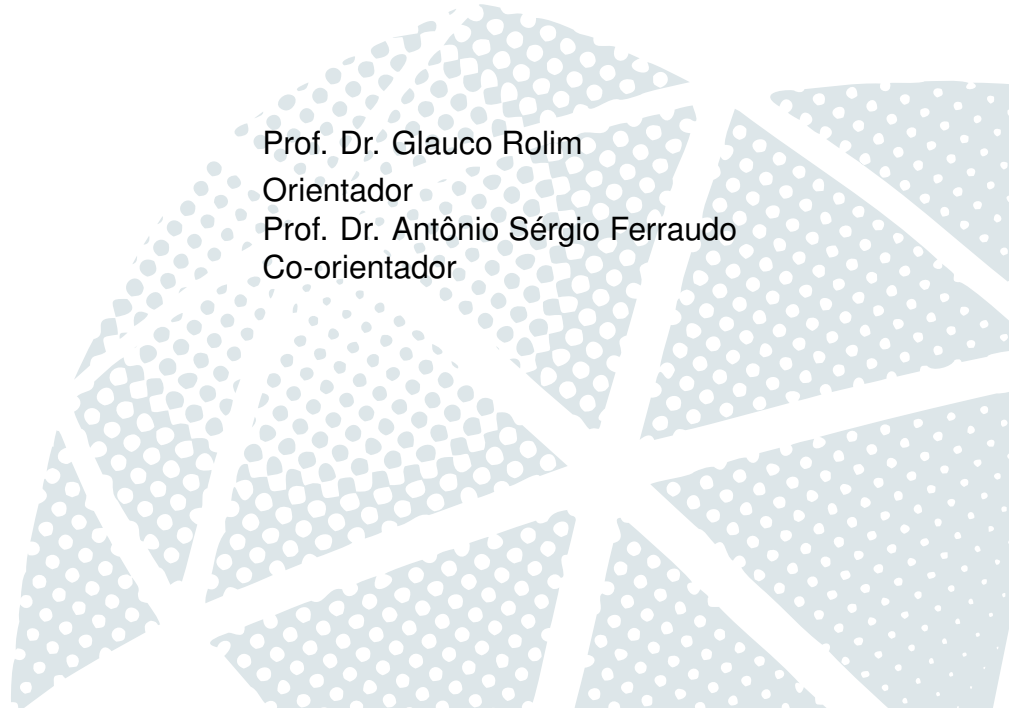 Prof. Dr. Glauco Rolim
Orientador
Prof. Dr. Antônio Sérgio Ferraudo
Co-orientador